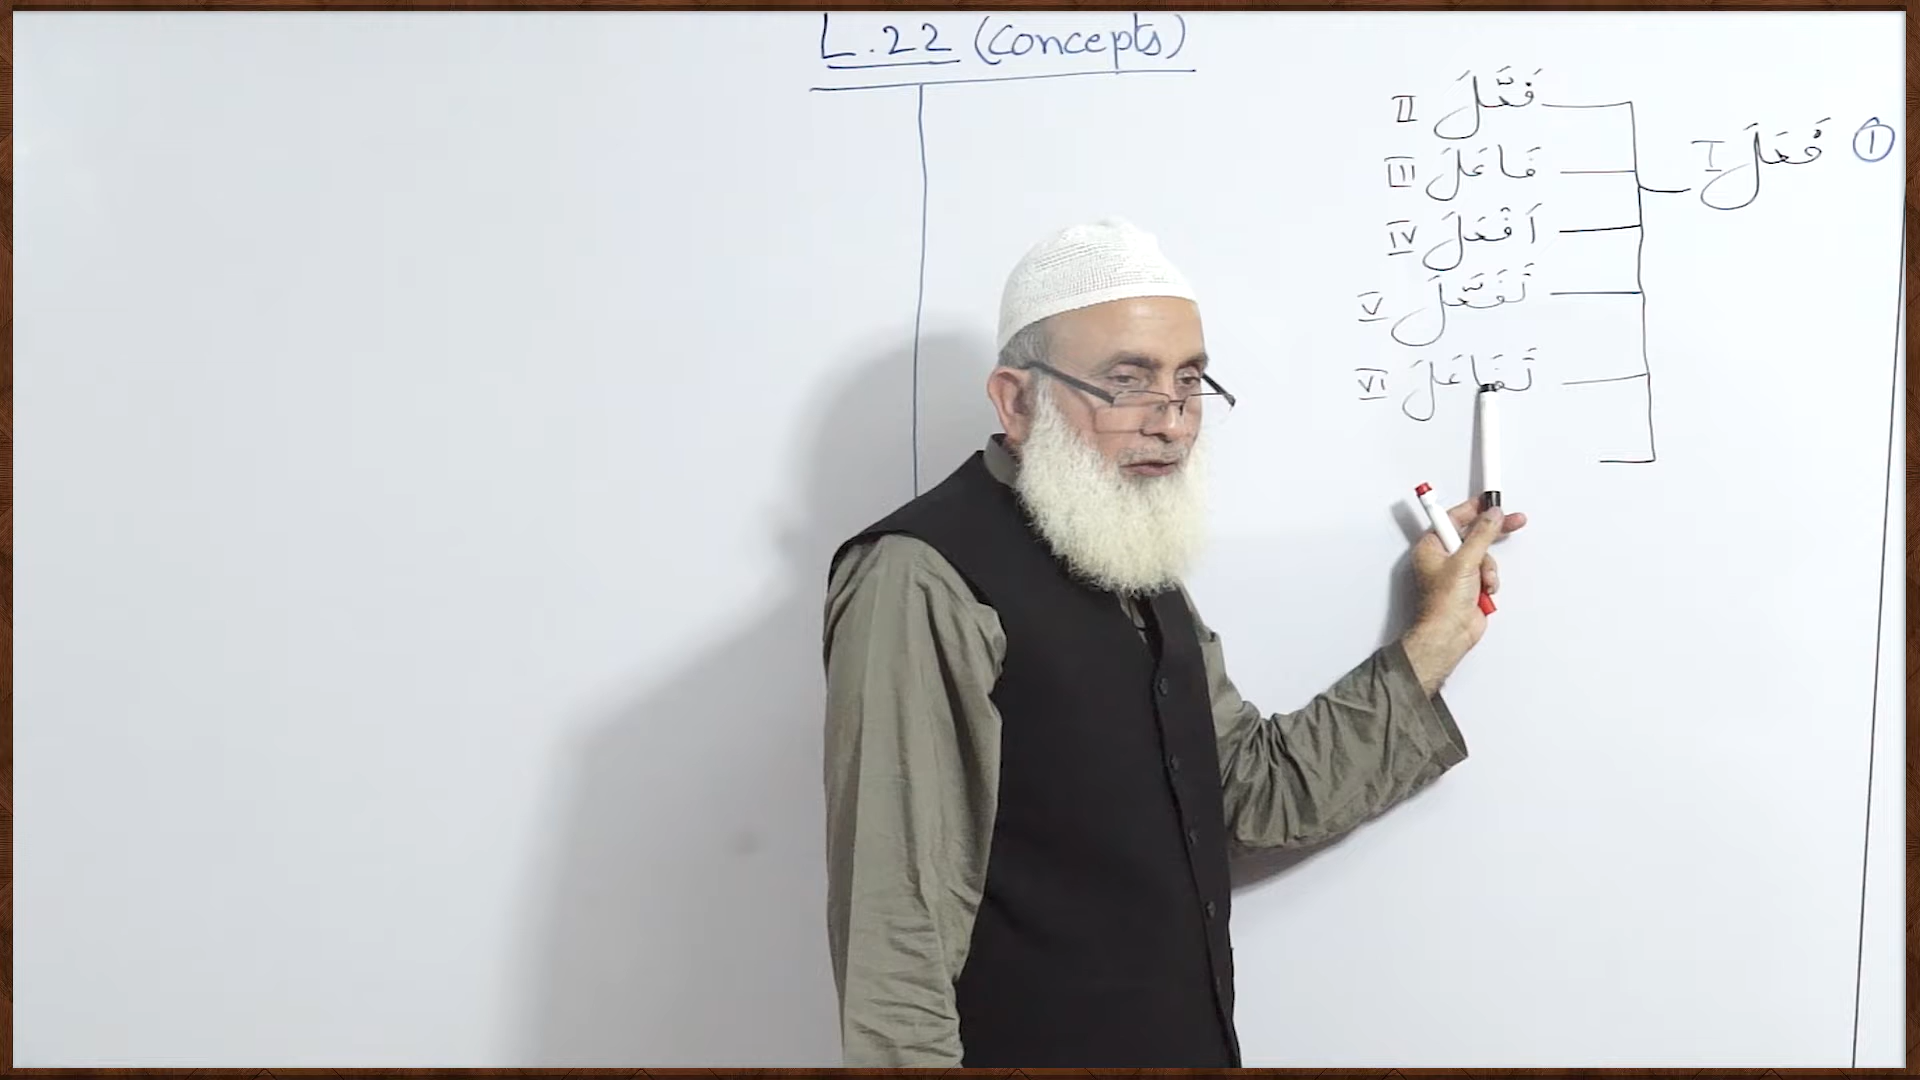 L.22 (Concepts)
① فَعَلَ I
فَعَّلَ II
فَاعَلَ III
اَفْعَلَ IV
تَفَعَّلَ V
تَفَاعَلَ VI